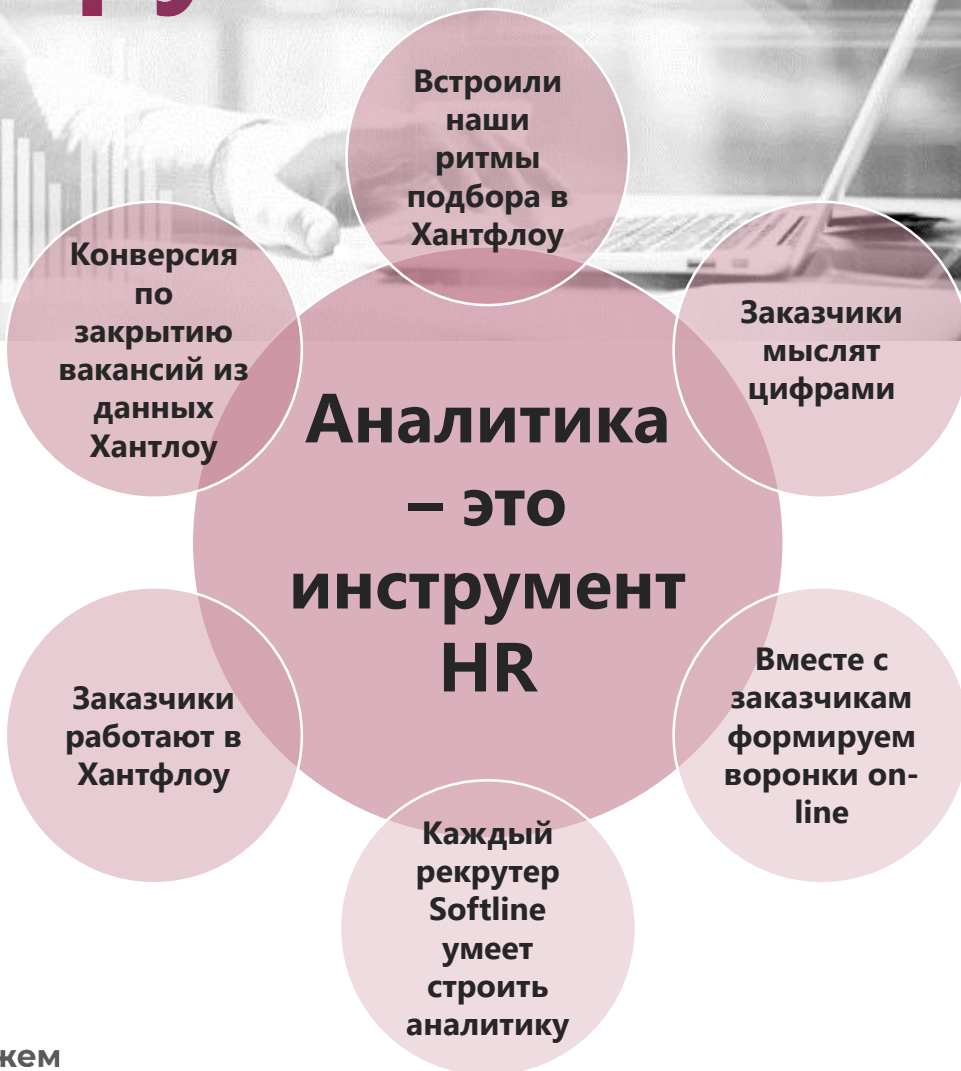 Встроили
наши
ритмы
подбора в
Хантфлоу
Конверсия
по
закрытию
вакансий из
данных
Хантлоу
Заказчики
мыслят
цифрами
Аналитика
– это
инструмент
HR
Заказчики
работают в
Хантфлоу
Вместе с
заказчикам
формируем
воронки on-
line
Каждый
рекрутер
Softline
умеет
строить
аналитику